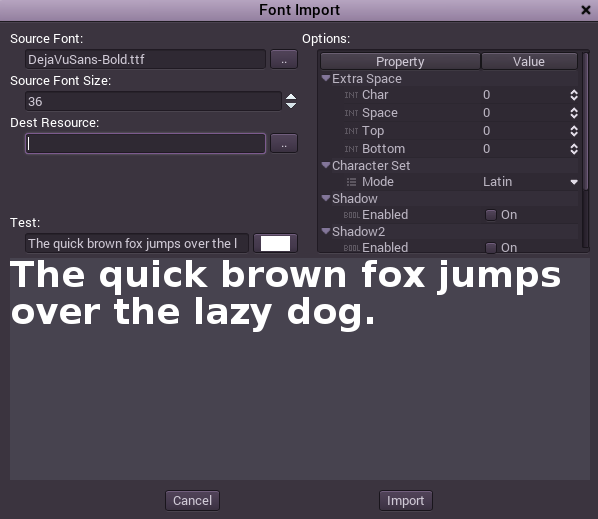 Font Import
Source Font:
DejaVuSans-Bold.ttf
..
Source Font Size:
36
Dest Resource:
..
Test:
The quick brown fox jumps over the l
Options:
Property Value
Extra Space
INT Char 0
INT Space 0
INT Top 0
INT Bottom 0
Character Set
Mode Latin
Shadow
BOOL Enabled On
Shadow2
BOOL Enabled On
The quick brown fox jumps
over the lazy dog.
Cancel Import